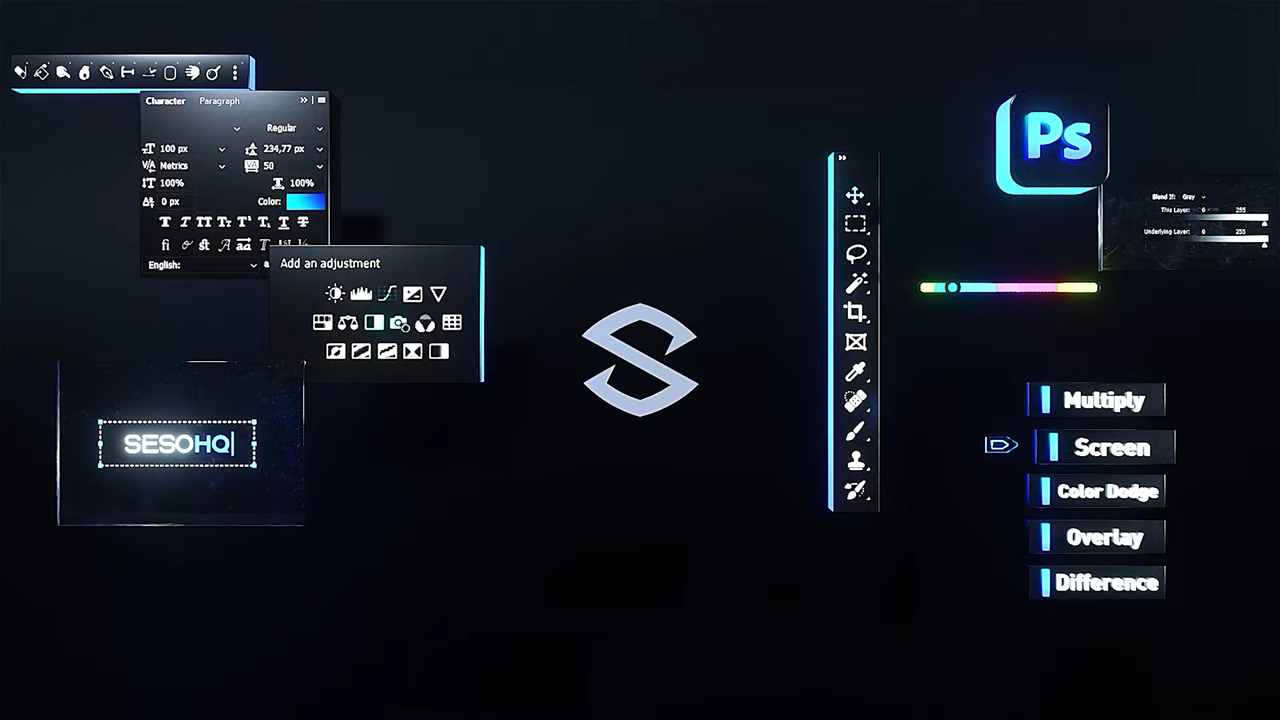 Character Paragraph
Regular
100 px 234,77 px
Metrics 50
100% 100%
0 px Color:
English:
Add an adjustment
SESOHQ
Ps
Blend If: Gray
This Layer: 0 255
Underlying Layer: 0 255
Multiply
Screen
Color Dodge
Overlay
Difference